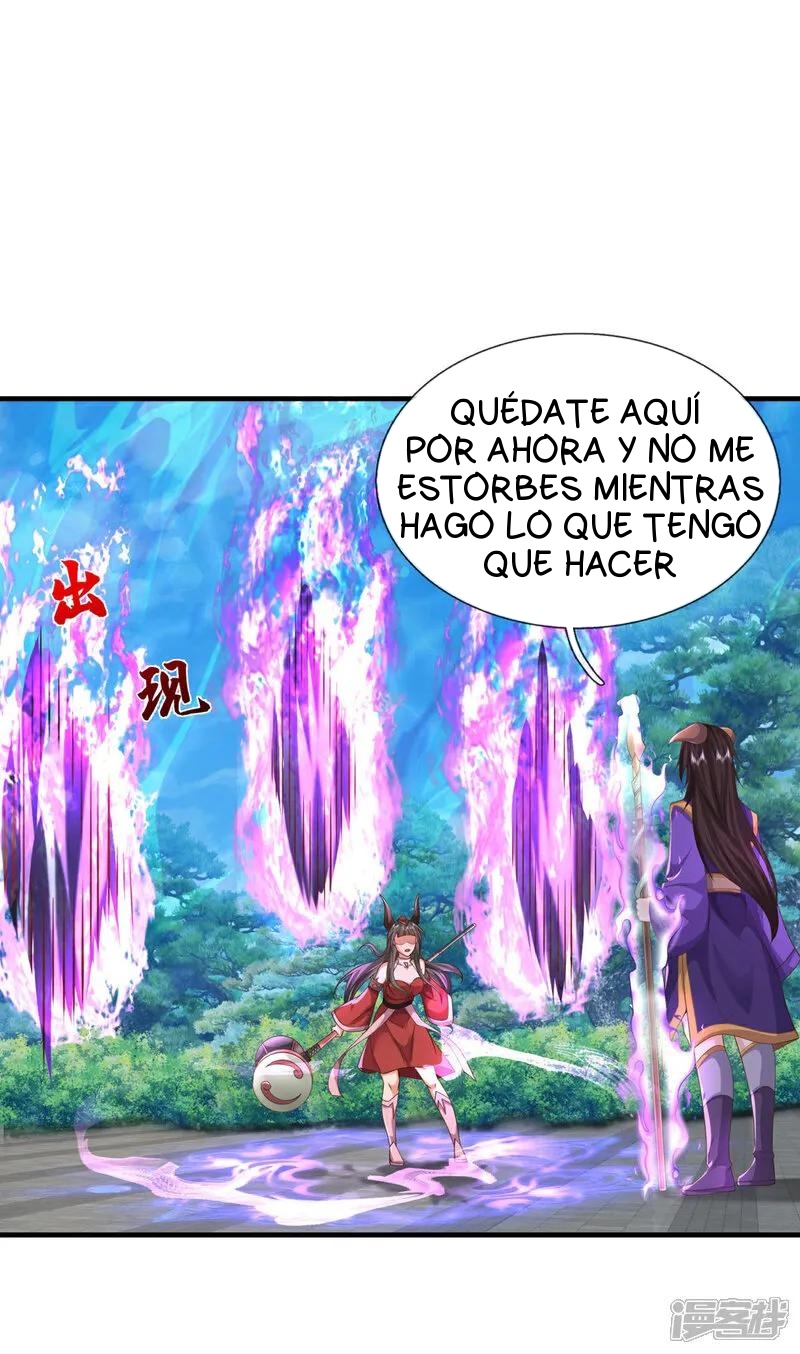 QUÉDATE AQUÍ
POR AHORA Y NO ME
ESTORBES MIENTRAS
HAGO LO QUE TENGO
QUE HACER
出
现
漫客栈